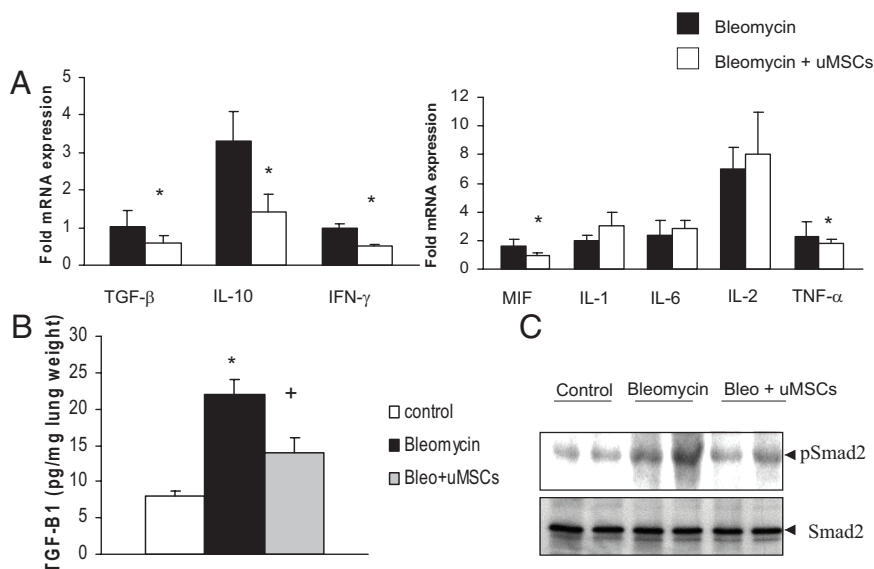 Bleomycin
Bleomycin + uMSCs
A
Fold mRNA expression
5
4
3
2
1
0
TGF-β IL-10 IFN-γ
Fold mRNA expression
12
10
8
6
4
2
0
MIF IL-1 IL-6 IL-2 TNF-α
* * * * *
B
TGF-B1 (pg/mg lung weight)
30
25
20
15
10
5
0
* +
control
Bleomycin
Bleo+uMSCs
C
Control Bleomycin Bleo + uMSCs
pSmad2
Smad2